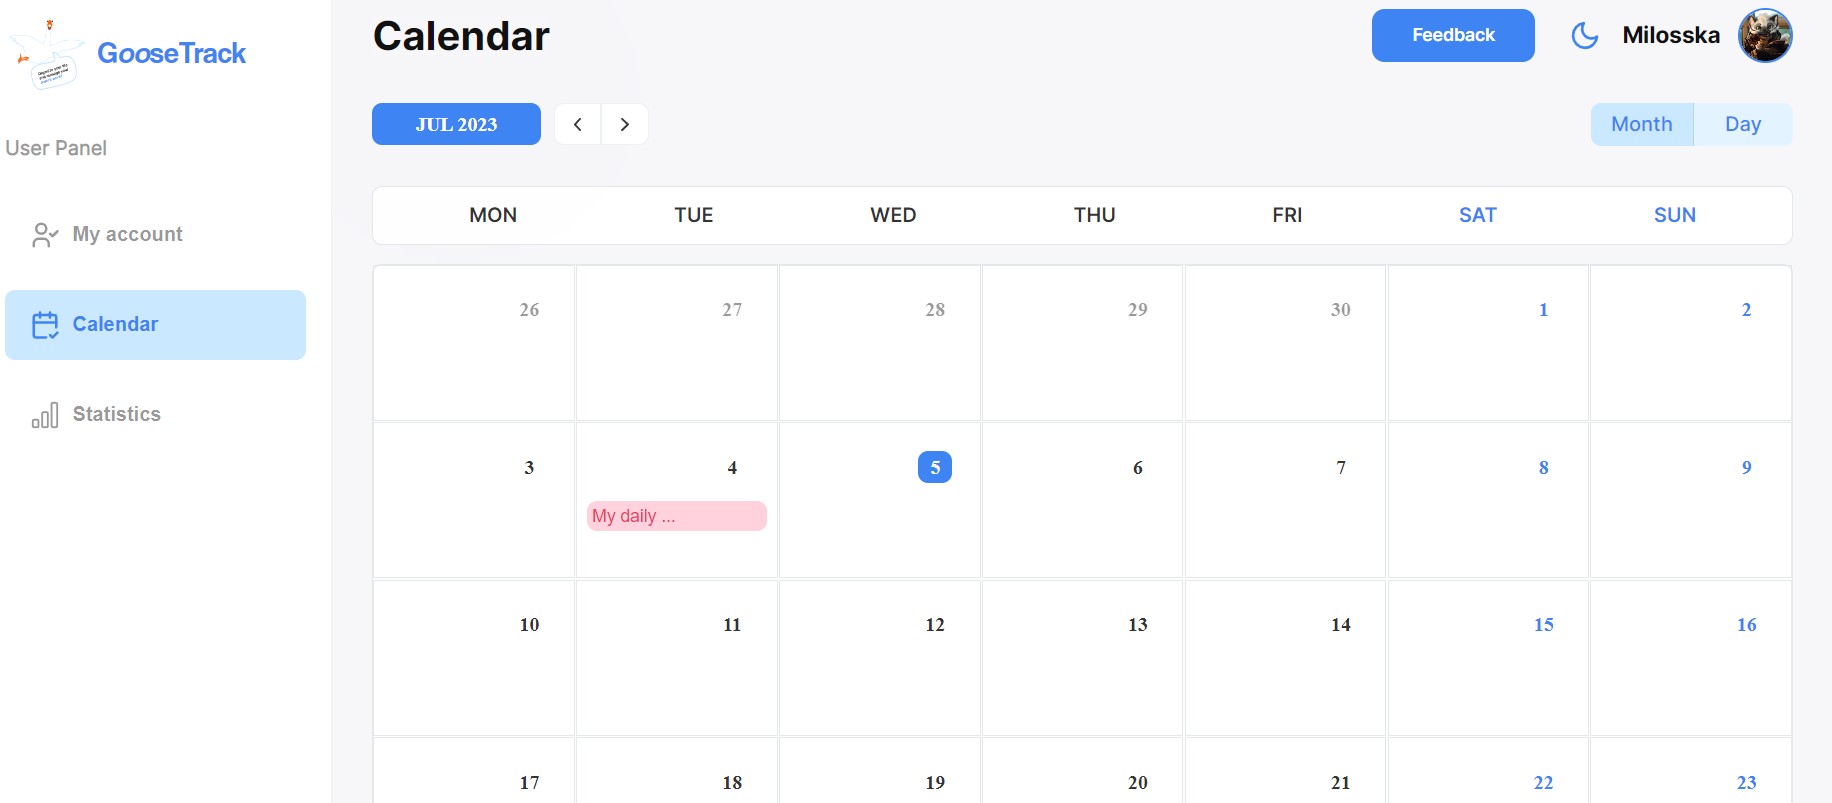 GooseTrack
Calendar
Feedback
Milosska
JUL 2023
Month
Day
User Panel
My account
Calendar
Statistics
MON TUE WED THU FRI SAT SUN
26 27 28 29 30 1 2
3 4 5 6 7 8 9
My daily ...
10 11 12 13 14 15 16
17 18 19 20 21 22 23